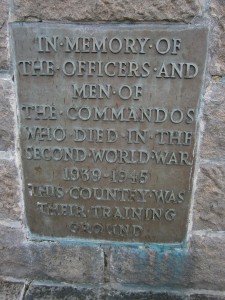 IN·MEMORY·OF
THE·OFFICERS·AND
MEN·OF
THE·COMMANDOS
WHO·DIED·IN·THE
SECOND·WORLD·WAR
1939-1945
THIS·COUNTRY·WAS
THEIR·TRAINING
GROUND